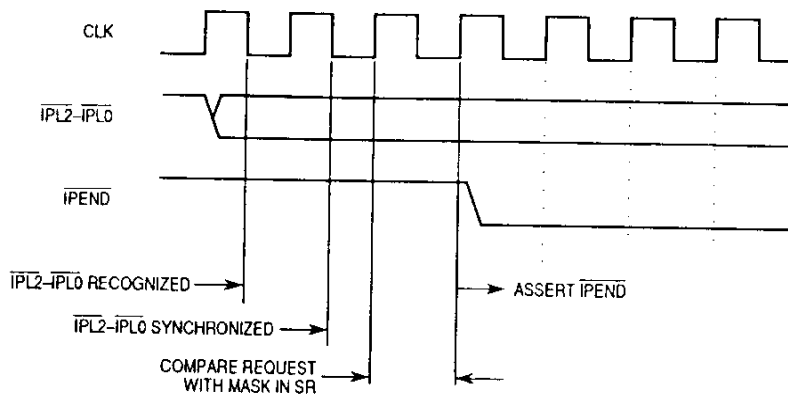 CLK
IPL2–IPL0
IPEND
IPL2–IPL0 RECOGNIZED
ASSERT IPEND
IPL2–IPL0 SYNCHRONIZED
COMPARE REQUEST
WITH MASK IN SR